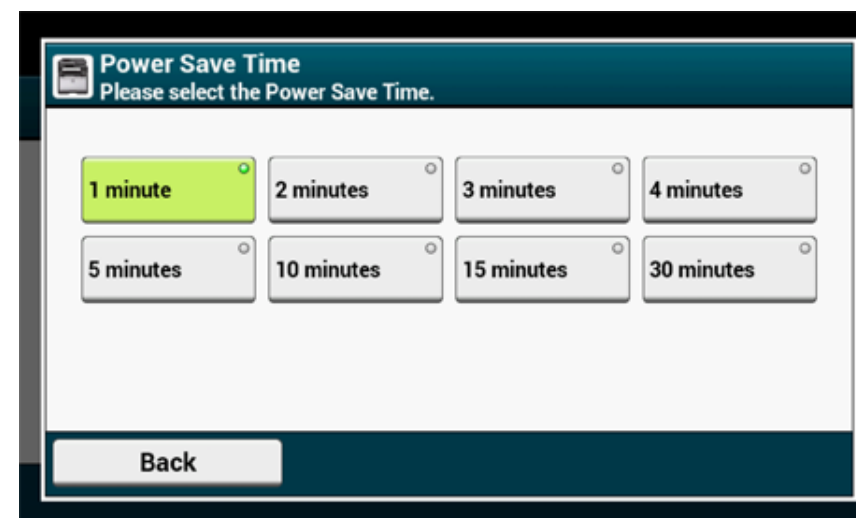 Power Save Time
Please select the Power Save Time.
1 minute
2 minutes
3 minutes
4 minutes
5 minutes
10 minutes
15 minutes
30 minutes
Back